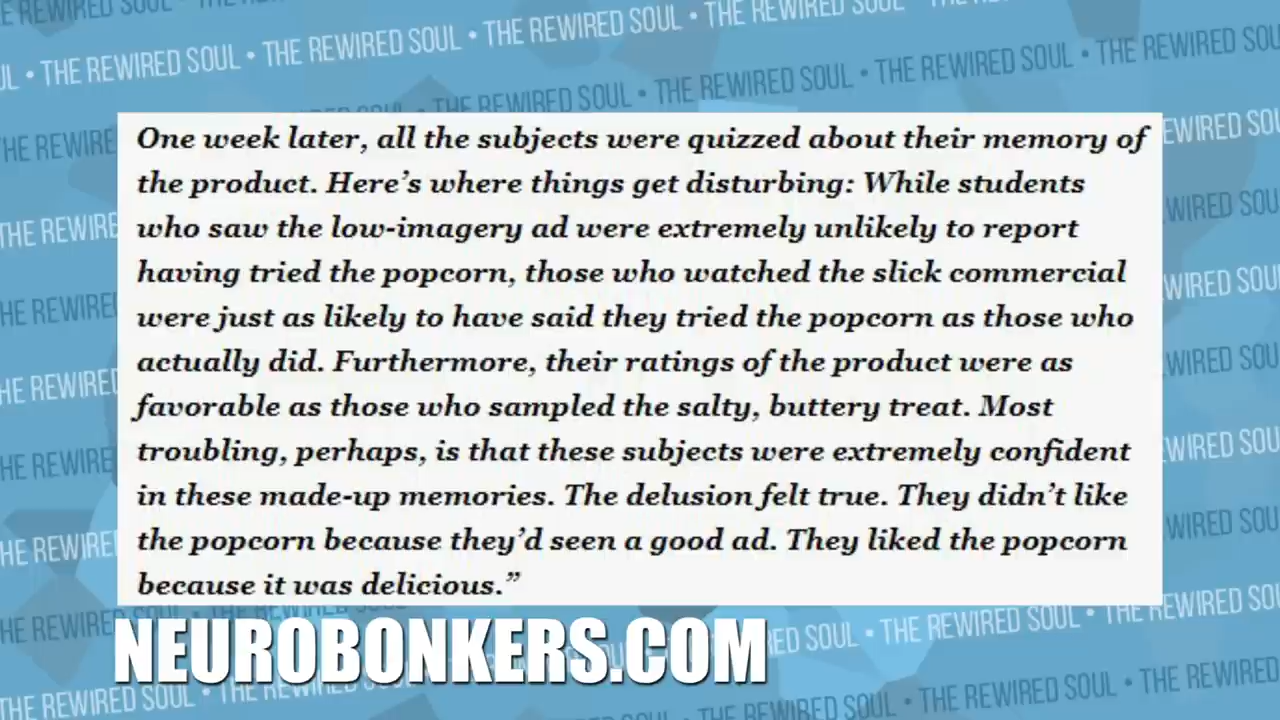 One week later, all the subjects were quizzed about their memory of
the product. Here’s where things get disturbing: While students
who saw the low-imagery ad were extremely unlikely to report
having tried the popcorn, those who watched the slick commercial
were just as likely to have said they tried the popcorn as those who
actually did. Furthermore, their ratings of the product were as
favorable as those who sampled the salty, buttery treat. Most
troubling, perhaps, is that these subjects were extremely confident
in these made-up memories. The delusion felt true. They didn’t like
the popcorn because they’d seen a good ad. They liked the popcorn
because it was delicious.”
NEUROBONKERS.COM
THE REWIRED SOUL • THE REWIRED SOUL • THE REWIRED SOUL